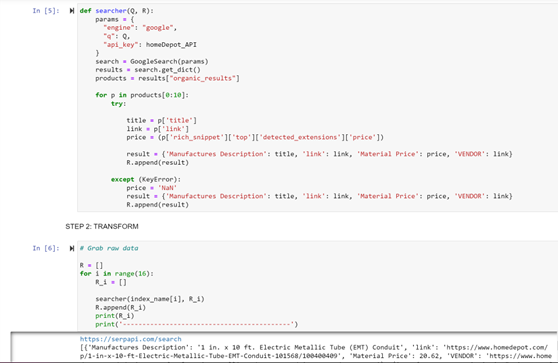 In [5]:
def searcher(Q, R):
params = {
"engine": "google",
"q": Q,
"api_key": homeDepot_API
}
search = GoogleSearch(params)
results = search.get_dict()
products = results["organic_results"]
for p in products[0:10]:
try:
title = p['title']
link = p['link']
price = (p['rich_snippet']['top']['detected_extensions']['price'])
result = {'Manufactures Description': title, 'link': link, 'Material Price': price, 'VENDOR': link}
R.append(result)
except (KeyError):
price = 'NaN'
result = {'Manufactures Description': title, 'link': link, 'Material Price': price, 'VENDOR': link}
R.append(result)
STEP 2: TRANSFORM
In [6]:
# Grab raw data
R = []
for i in range(16):
R_i = []
searcher(index_name[i], R_i)
R.append(R_i)
print(R_i)
print('-------------------------------------------')
https://serpapi.com/search
[{'Manufactures Description': '1 in. x 10 ft. Electric Metallic Tube (EMT) Conduit', 'link': 'https://www.homedepot.com/
p/1-in-x-10-ft-Electric-Metallic-Tube-EMT-Conduit-101568/100400409', 'Material Price': 20.62, 'VENDOR': 'https://www.hom